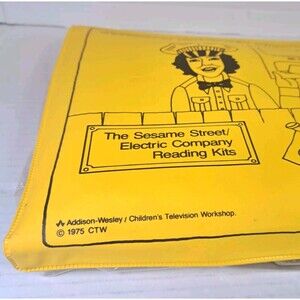 The Sesame Street/
Electric Company
Reading Kits
Addison-Wesley / Children's Television Workshop.
© 1975 CTW